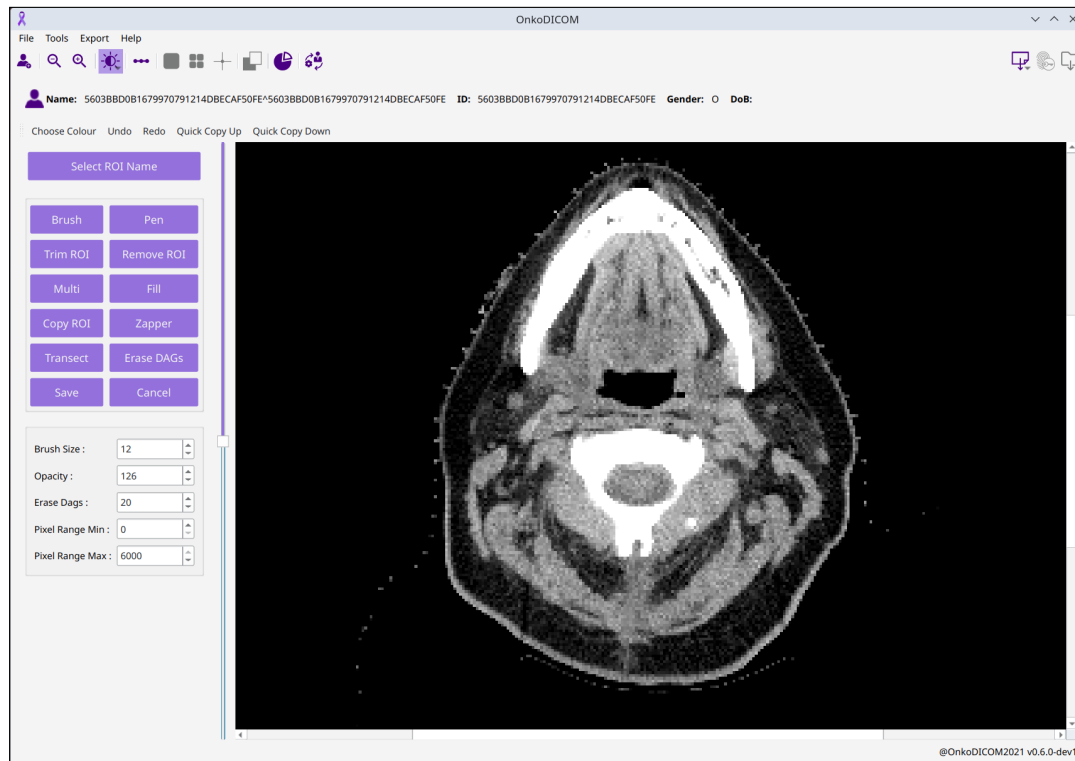 OnkoDICOM
File Tools Export Help
Name: 5603BBD0B1679970791214DBECAF50FE^5603BBD0B1679970791214DBECAF50FE ID: 5603BBD0B1679970791214DBECAF50FE Gender: O DoB:
Choose Colour Undo Redo Quick Copy Up Quick Copy Down
Select ROI Name
Brush Pen
Trim ROI Remove ROI
Multi Fill
Copy ROI Zapper
Transect Erase DAGs
Save Cancel
Brush Size : 12
Opacity : 126
Erase Dags : 20
Pixel Range Min : 0
Pixel Range Max : 6000
@OnkoDICOM2021 v0.6.0-dev1